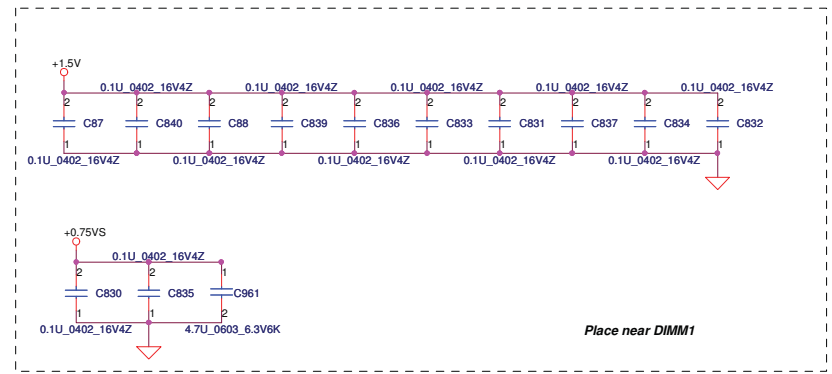 +1.5V
0.1U_0402_16V4Z 0.1U_0402_16V4Z 0.1U_0402_16V4Z 0.1U_0402_16V4Z 0.1U_0402_16V4Z
2 2 2 2 2 2 2 2 2 2
C87 C840 C88 C839 C836 C833 C831 C837 C834 C832
1 1 1 1 1 1 1 1 1 1
0.1U_0402_16V4Z 0.1U_0402_16V4Z 0.1U_0402_16V4Z 0.1U_0402_16V4Z 0.1U_0402_16V4Z
+0.75VS
0.1U_0402_16V4Z
2 2 1
C830 C835 C961
1 1 2
0.1U_0402_16V4Z 4.7U_0603_6.3V6K
Place near DIMM1